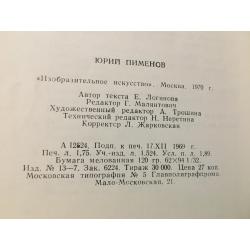 ЮРИЙ ПИМЕНОВ
«Изобразительное искусство». Москва. 1970 г.
Автор текста Е. Логинова
Редактор Г. Малянтович
Художественный редактор А. Трошина
Технический редактор Н. Неретина
Корректор Л. Жарковская
А 12624. Подп. к печ. 17.XII 1969 г.
Печ. л. 1,75. Уч.-изд. л. 1,524. Усл. п. л. 1,89.
Бумага мелованная 120 гр. 62×94 1/32.
Изд. № 13—7. Зак. 6224. Тираж 30 000. Цена 27 коп.
Московская типография № 5 Главполиграфпрома
Мало-Московская, 21.